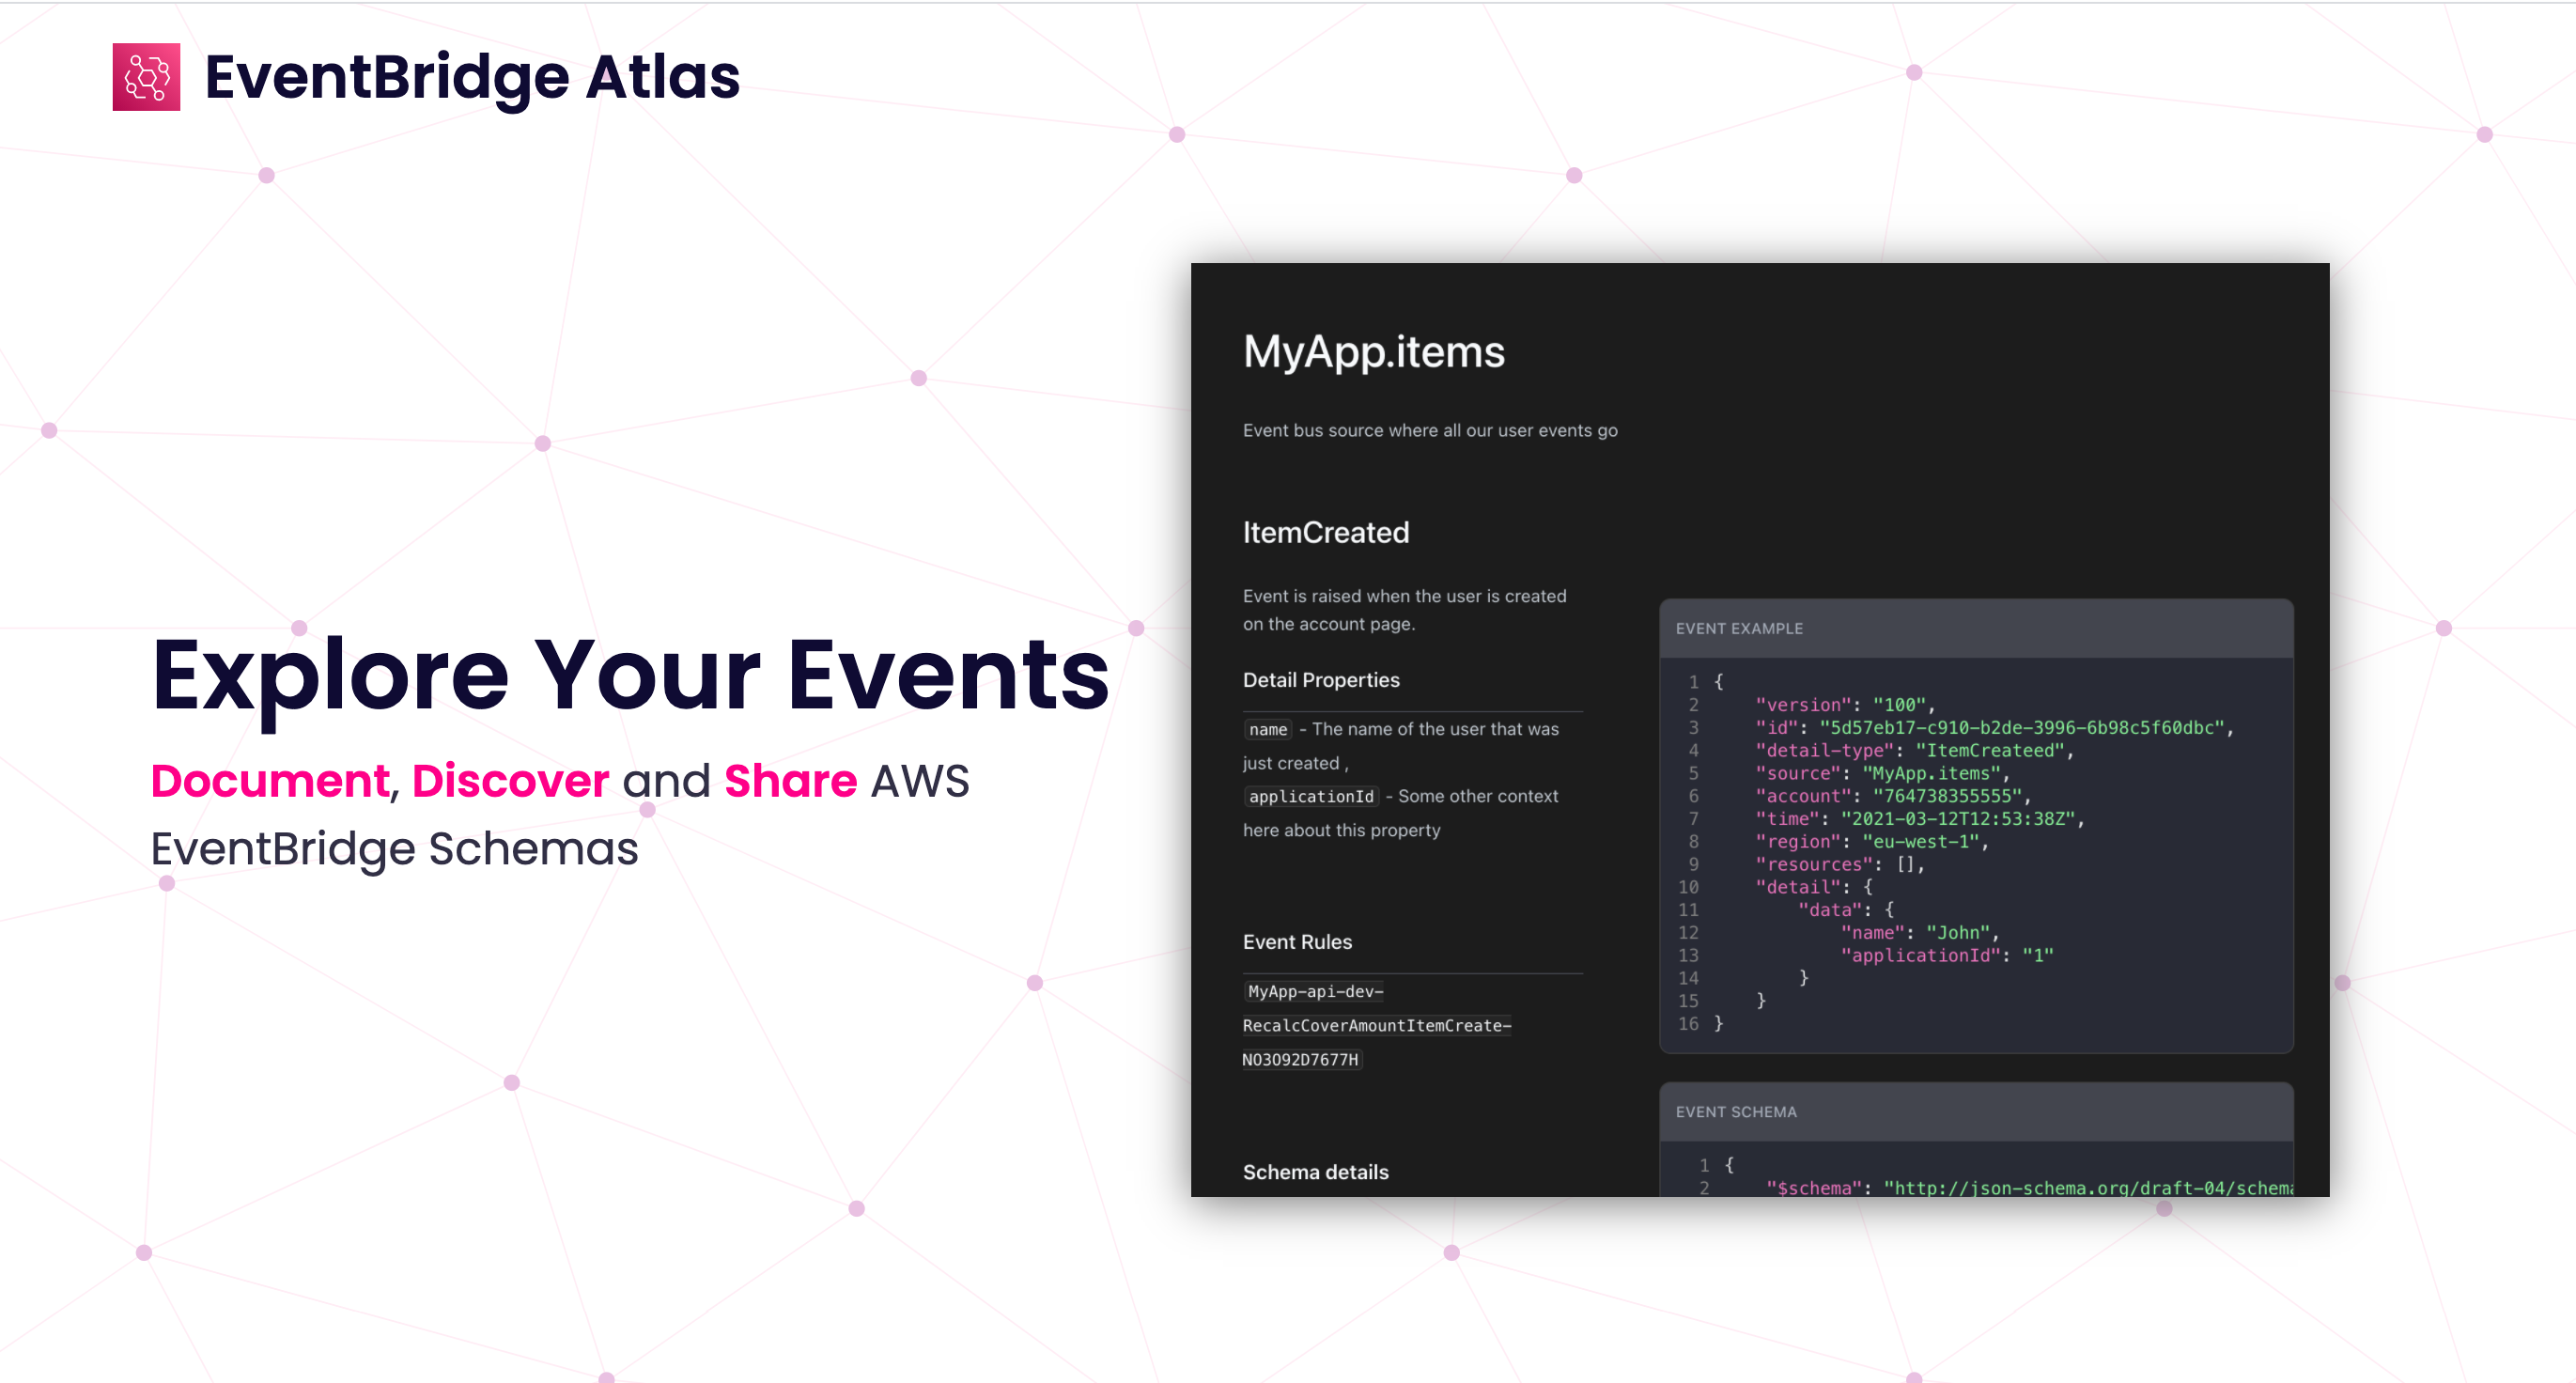 EventBridge Atlas
Explore Your Events
Document, Discover and Share AWS
EventBridge Schemas
MyApp.items
Event bus source where all our user events go
ItemCreated
Event is raised when the user is created
on the account page.
Detail Properties
name - The name of the user that was
just created ,
applicationId - Some other context
here about this property
Event Rules
MyApp-api-dev-
RecalcCoverAmountItemCreate-
NO3O92D7677H
Schema details
EVENT EXAMPLE
1 {
2 "version": "100",
3 "id": "5d57eb17-c910-b2de-3996-6b98c5f60dbc",
4 "detail-type": "ItemCreateed",
5 "source": "MyApp.items",
6 "account": "764738355555",
7 "time": "2021-03-12T12:53:38Z",
8 "region": "eu-west-1",
9 "resources": [],
10 "detail": {
11 "data": {
12 "name": "John",
13 "applicationId": "1"
14 }
15 }
16 }
EVENT SCHEMA
1 {
2 "$schema": "http://json-schema.org/draft-04/schema